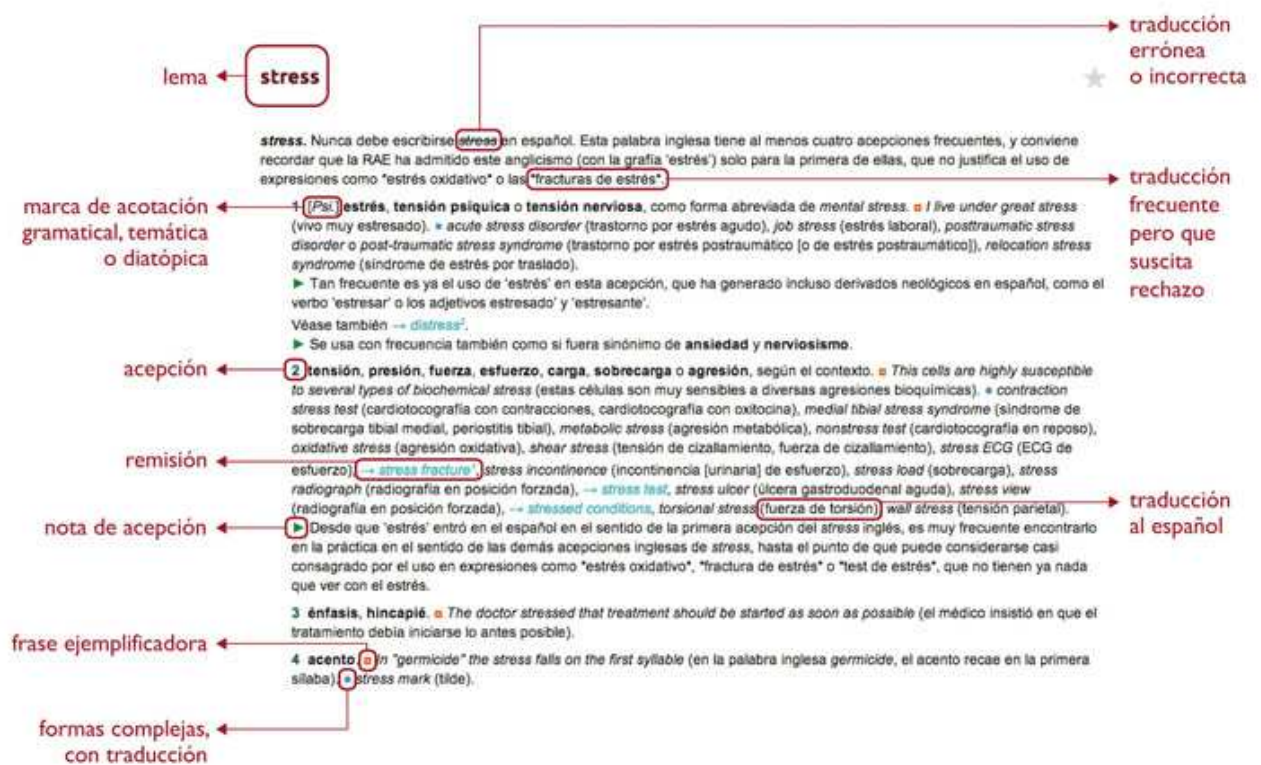 traducción
errónea
o incorrecta
lema
stress
stress. Nunca debe escribirse stress en español. Esta palabra inglesa tiene al menos cuatro acepciones frecuentes, y conviene
recordar que la RAE ha admitido este anglicismo (con la grafía 'estrés') solo para la primera de ellas, que no justifica el uso de
expresiones como "estrés oxidativo" o las "fracturas de estrés".
traducción
frecuente
pero que
suscita
rechazo
marca de acotación
gramatical, temática
o diatópica
1 [Psi.] estrés, tensión psíquica o tensión nerviosa, como forma abreviada de mental stress. ■ I live under great stress
(vivo muy estresado). ● acute stress disorder (trastorno por estrés agudo), job stress (estrés laboral), posttraumatic stress
disorder o post-traumatic stress syndrome (trastorno por estrés postraumático [o de estrés postraumático]), relocation stress
syndrome (síndrome de estrés por traslado).
► Tan frecuente es ya el uso de 'estrés' en esta acepción, que ha generado incluso derivados neológicos en español, como el
verbo 'estresar' o los adjetivos estresado' y 'estresante'.
Véase también → distress².
► Se usa con frecuencia también como si fuera sinónimo de ansiedad y nerviosismo.
acepción
2 tensión, presión, fuerza, esfuerzo, carga, sobrecarga o agresión, según el contexto. ■ This cells are highly susceptible
to several types of biochemical stress (estas células son muy sensibles a diversas agresiones bioquímicas). ● contraction
stress test (cardiotocografía con contracciones, cardiotocografía con oxitocina), medial tibial stress syndrome (síndrome de
sobrecarga tibial medial, periostitis tibial), metabolic stress (agresión metabólica), nonstress test (cardiotocografía en reposo),
oxidative stress (agresión oxidativa), shear stress (tensión de cizallamiento, fuerza de cizallamiento), stress ECG (ECG de
esfuerzo), → stress fracture¹, stress incontinence (incontinencia [urinaria] de esfuerzo), stress load (sobrecarga), stress
radiograph (radiografía en posición forzada), → stress test, stress ulcer (úlcera gastroduodenal aguda), stress view
(radiografía en posición forzada), → stressed conditions, torsional stress (fuerza de torsión), wall stress (tensión parietal).
remisión
traducción
al español
nota de acepción
► Desde que 'estrés' entró en el español en el sentido de la primera acepción del stress inglés, es muy frecuente encontrarlo
en la práctica en el sentido de las demás acepciones inglesas de stress, hasta el punto de que puede considerarse casi
consagrado por el uso en expresiones como "estrés oxidativo", "fractura de estrés" o "test de estrés", que no tienen ya nada
que ver con el estrés.
3 énfasis, hincapié. ■ The doctor stressed that treatment should be started as soon as possible (el médico insistió en que el
tratamiento debía iniciarse lo antes posible).
frase ejemplificadora
4 acento. ■ In "germicide" the stress falls on the first syllable (en la palabra inglesa germicide, el acento recae en la primera
sílaba). ● stress mark (tilde).
formas complejas,
con traducción